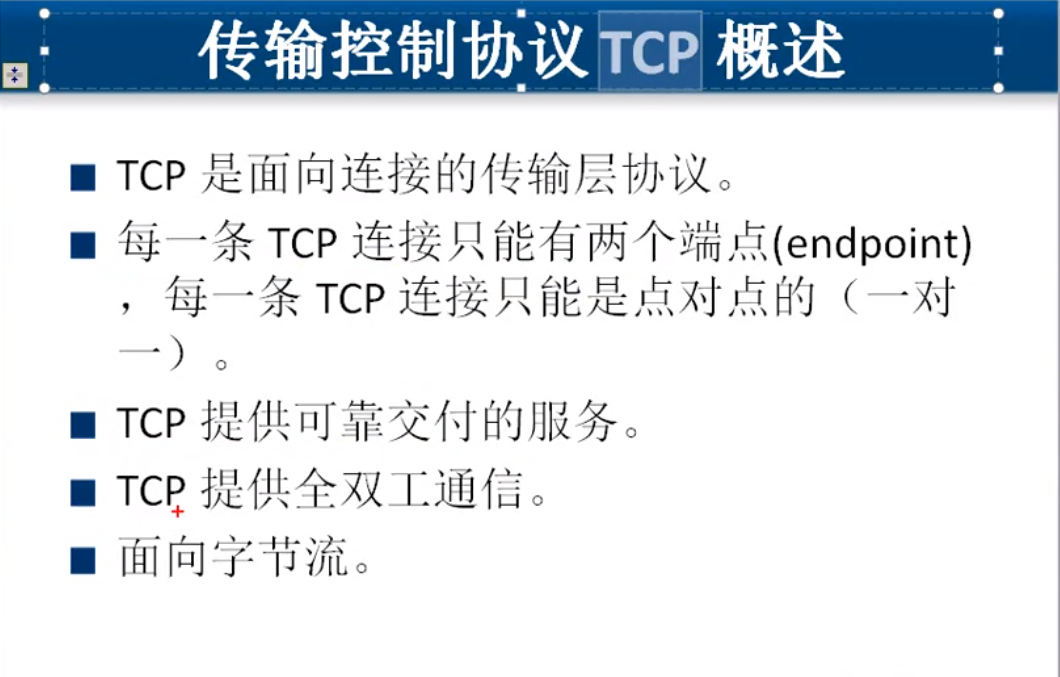 传输控制协议 TCP 概述
TCP 是面向连接的传输层协议。
每一条 TCP 连接只能有两个端点(endpoint)
，每一条 TCP 连接只能是点对点的（一对
一）。
TCP 提供可靠交付的服务。
TCP 提供全双工通信。
面向字节流。